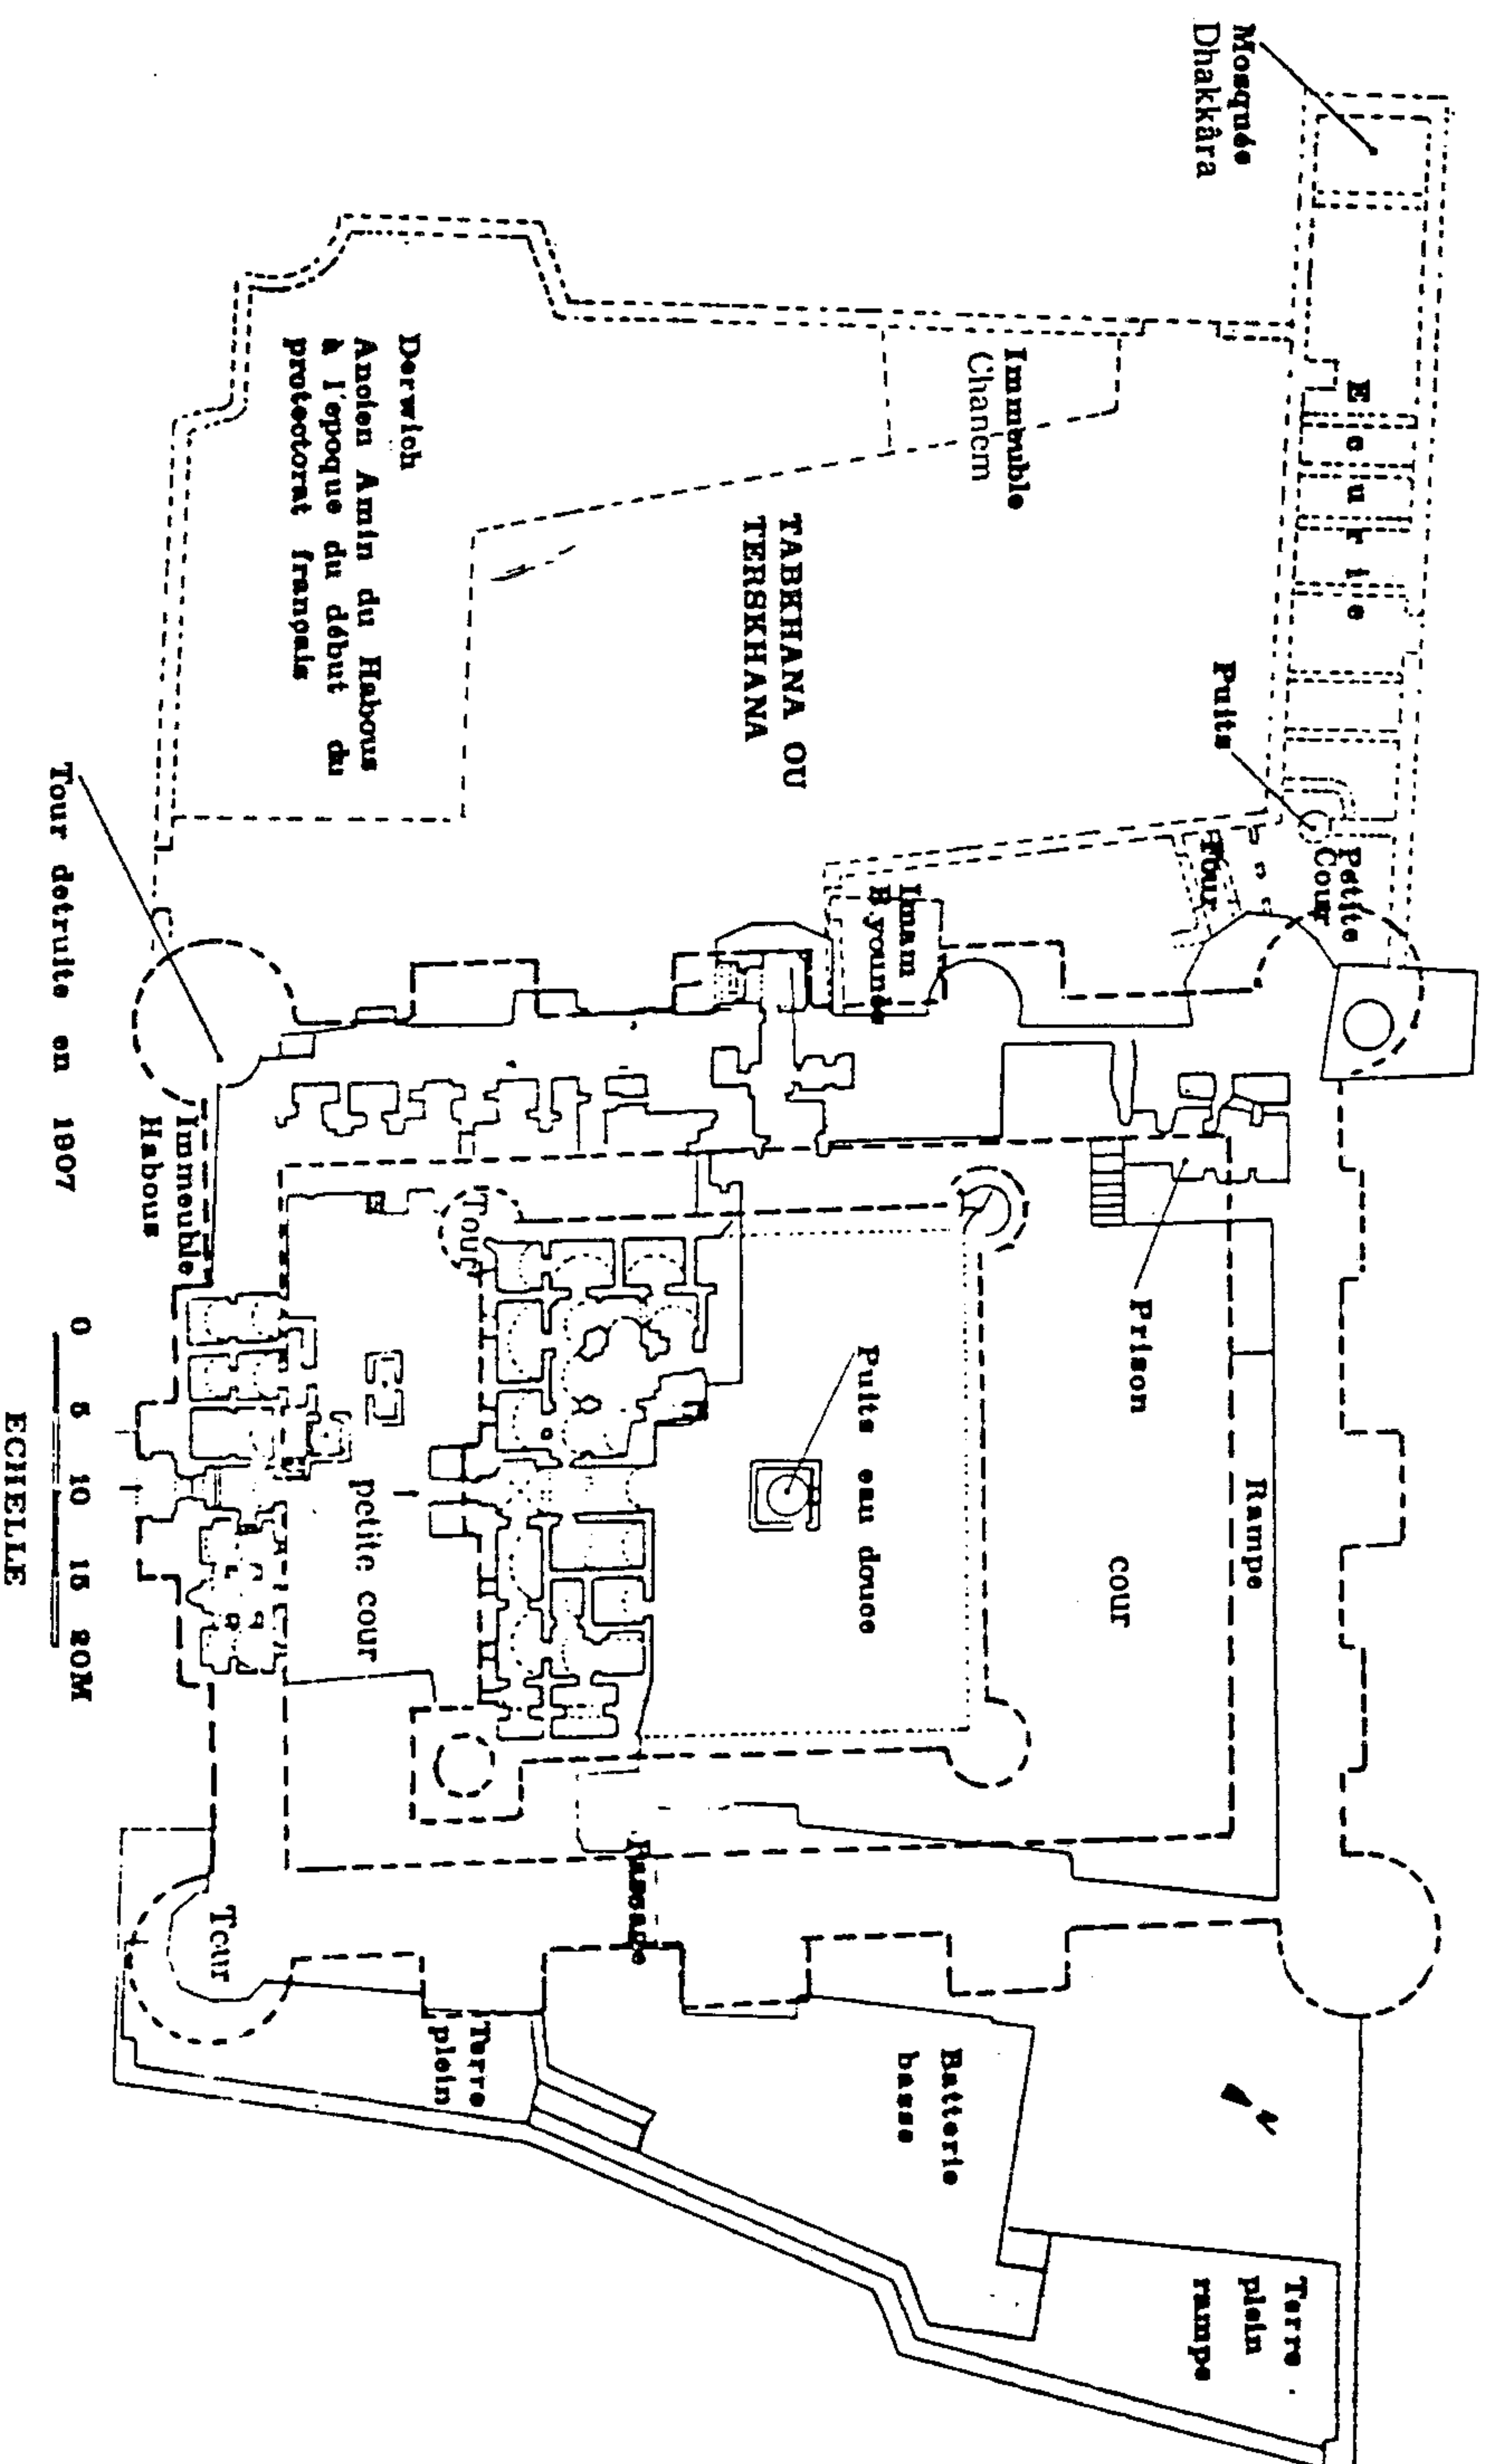 Mosquée
Dhakkâra
Ecurie
Puits
Petite
Cour
Tour
Immeuble
Chanem
TABKHANA OU
TERSKHANA
Derwich
Ancien Amin du Habous
à l'epoque du début du
protectorat français
Imam
Tour detruite en 1907
Immeuble
Habous
Tour
Prison
Rampe
cour
Puits eau douce
petite cour
0 5 10 15 20M
ECHELLE
Passage
Tour
Terre
plein
Batterie
basse
N
Terre
plein
rampe